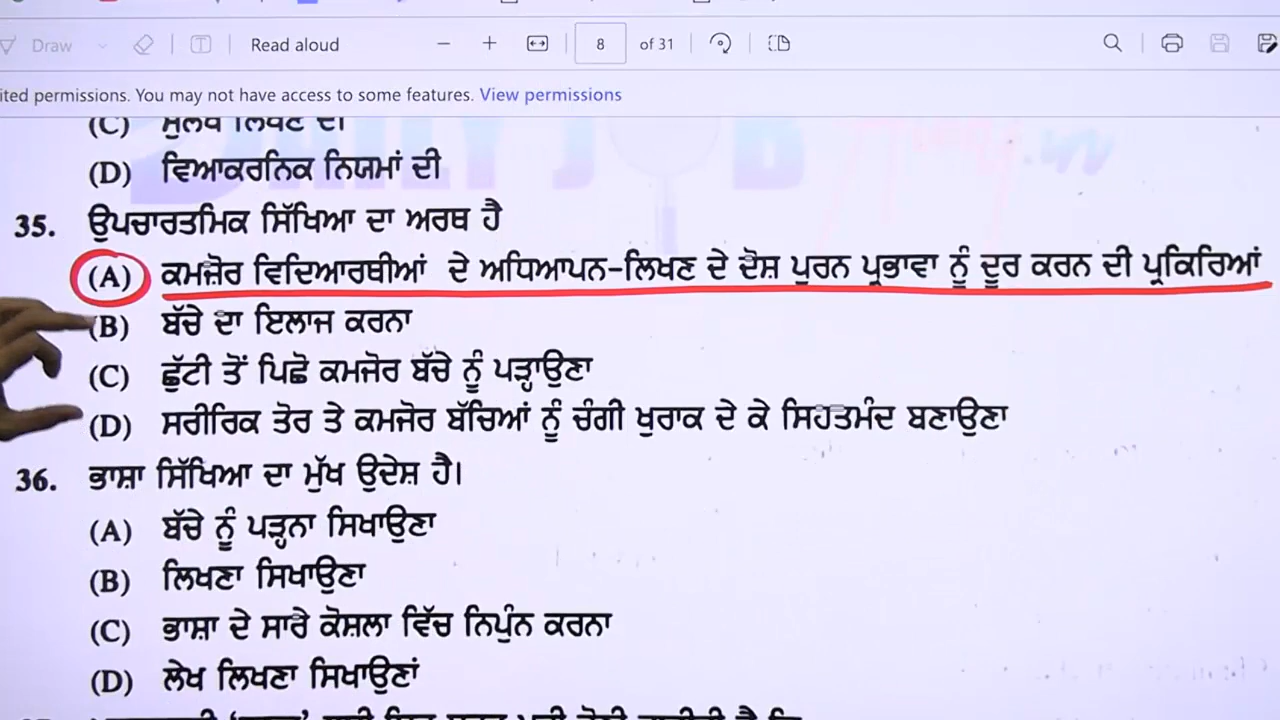 Draw
Read aloud
8 of 31
ited permissions. You may not have access to some features. View permissions
(C) ਸੁਲੇਖ ਲਿਖਣ ਦੀ
(D) ਵਿਆਕਰਨਿਕ ਨਿਯਮਾਂ ਦੀ
35. ਉਪਚਾਰਤਮਿਕ ਸਿੱਖਿਆ ਦਾ ਅਰਥ ਹੈ
(A) ਕਮਜ਼ੋਰ ਵਿਦਿਆਰਥੀਆਂ ਦੇ ਅਧਿਆਪਨ-ਲਿਖਣ ਦੇ ਦੋਸ਼ ਪੂਰਨ ਪ੍ਰਭਾਵਾ ਨੂੰ ਦੂਰ ਕਰਨ ਦੀ ਪ੍ਰਕਿਰਿਆਂ
(B) ਬੱਚੇ ਦਾ ਇਲਾਜ ਕਰਨਾ
(C) ਛੁੱਟੀ ਤੋਂ ਪਿਛੋ ਕਮਜੋਰ ਬੱਚੇ ਨੂੰ ਪੜ੍ਹਾਉਣਾ
(D) ਸਰੀਰਿਕ ਤੋਰ ਤੇ ਕਮਜੋਰ ਬੱਚਿਆਂ ਨੂੰ ਚੰਗੀ ਖੁਰਾਕ ਦੇ ਕੇ ਸਿਹਤਮੰਦ ਬਣਾਉਣਾ
36. ਭਾਸ਼ਾ ਸਿੱਖਿਆ ਦਾ ਮੁੱਖ ਉਦੇਸ਼ ਹੈ।
(A) ਬੱਚੇ ਨੂੰ ਪੜ੍ਹਨਾ ਸਿਖਾਉਣਾ
(B) ਲਿਖਣਾ ਸਿਖਾਉਣਾ
(C) ਭਾਸ਼ਾ ਦੇ ਸਾਰੇ ਕੋਸ਼ਲਾ ਵਿੱਚ ਨਿਪੁੰਨ ਕਰਨਾ
(D) ਲੇਖ ਲਿਖਣਾ ਸਿਖਾਉਣਾਂ